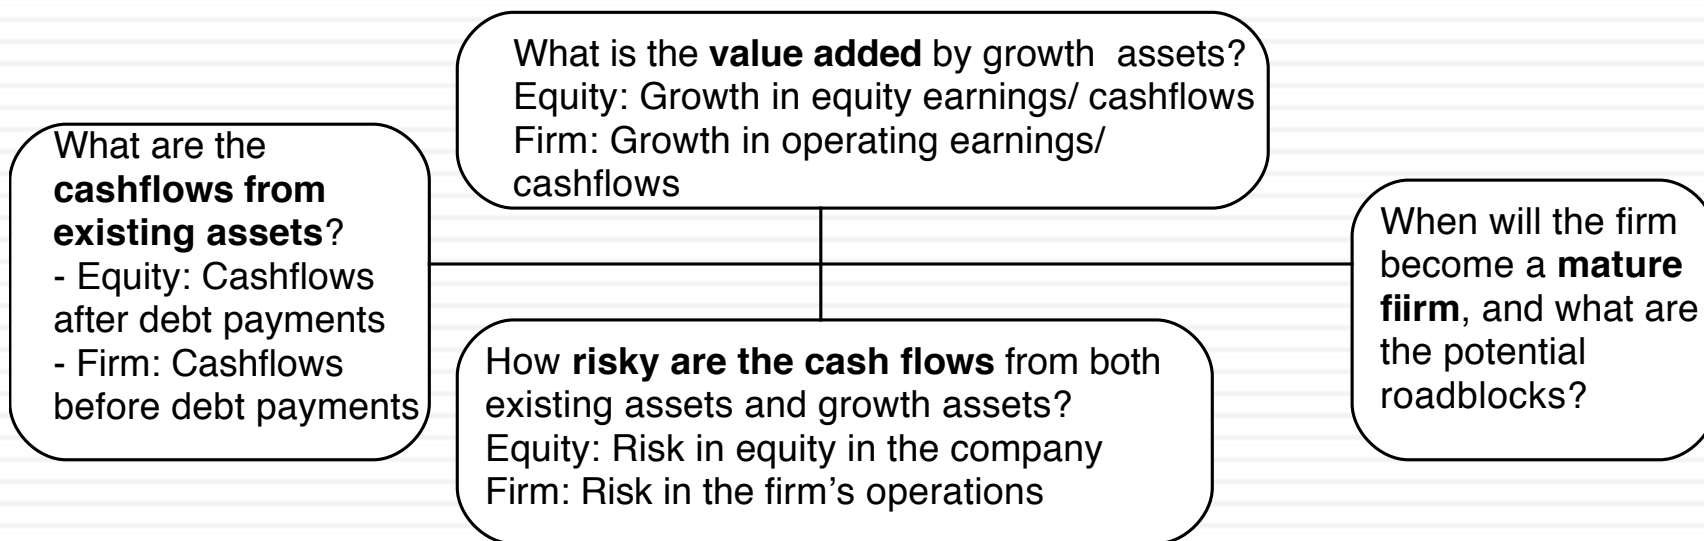 What is the value added by growth  assets?
Equity: Growth in equity earnings/ cashflows
Firm: Growth in operating earnings/
cashflows
What are the
cashflows from
existing assets?
- Equity: Cashflows
after debt payments
- Firm: Cashflows
before debt payments
When will the firm
become a mature
fiirm, and what are
the potential
roadblocks?
How risky are the cash flows from both
existing assets and growth assets?
Equity: Risk in equity in the company
Firm: Risk in the firm’s operations